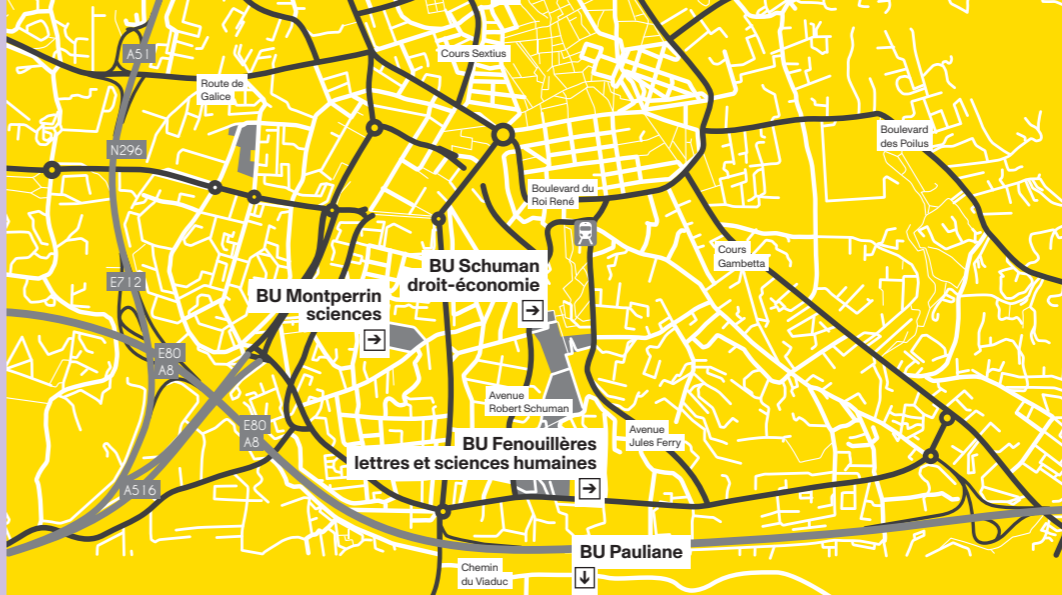 A51
Cours Sextius
Route de
Galice
N296
Boulevard
des Poilus
Boulevard du
Roi René
Cours
Gambetta
E712
BU Schuman
droit-économie
BU Montperrin
sciences
E80
A8
Avenue
Robert Schuman
E80
A8
Avenue
Jules Ferry
BU Fenouillères
lettres et sciences humaines
A516
BU Pauliane
Chemin
du Viaduc